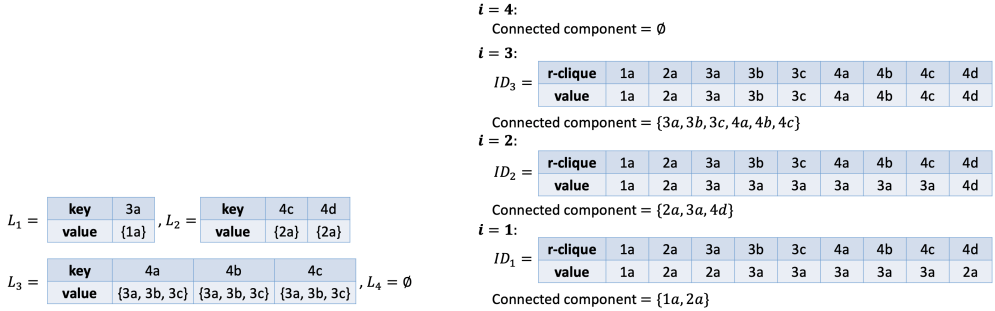 L₁ =
key 3a
value {1a}
, L₂ =
key 4c 4d
value {2a} {2a}
L₃ =
key 4a 4b 4c
value {3a, 3b, 3c} {3a, 3b, 3c} {3a, 3b, 3c}
, L₄ = ∅
i = 4:
Connected component = ∅
i = 3:
ID₃ =
r-clique 1a 2a 3a 3b 3c 4a 4b 4c 4d
value 1a 2a 3a 3b 3c 4a 4b 4c 4d
Connected component = {3a, 3b, 3c, 4a, 4b, 4c}
i = 2:
ID₂ =
r-clique 1a 2a 3a 3b 3c 4a 4b 4c 4d
value 1a 2a 3a 3a 3a 3a 3a 3a 4d
Connected component = {2a, 3a, 4d}
i = 1:
ID₁ =
r-clique 1a 2a 3a 3b 3c 4a 4b 4c 4d
value 1a 2a 2a 3a 3a 3a 3a 3a 2a
Connected component = {1a, 2a}